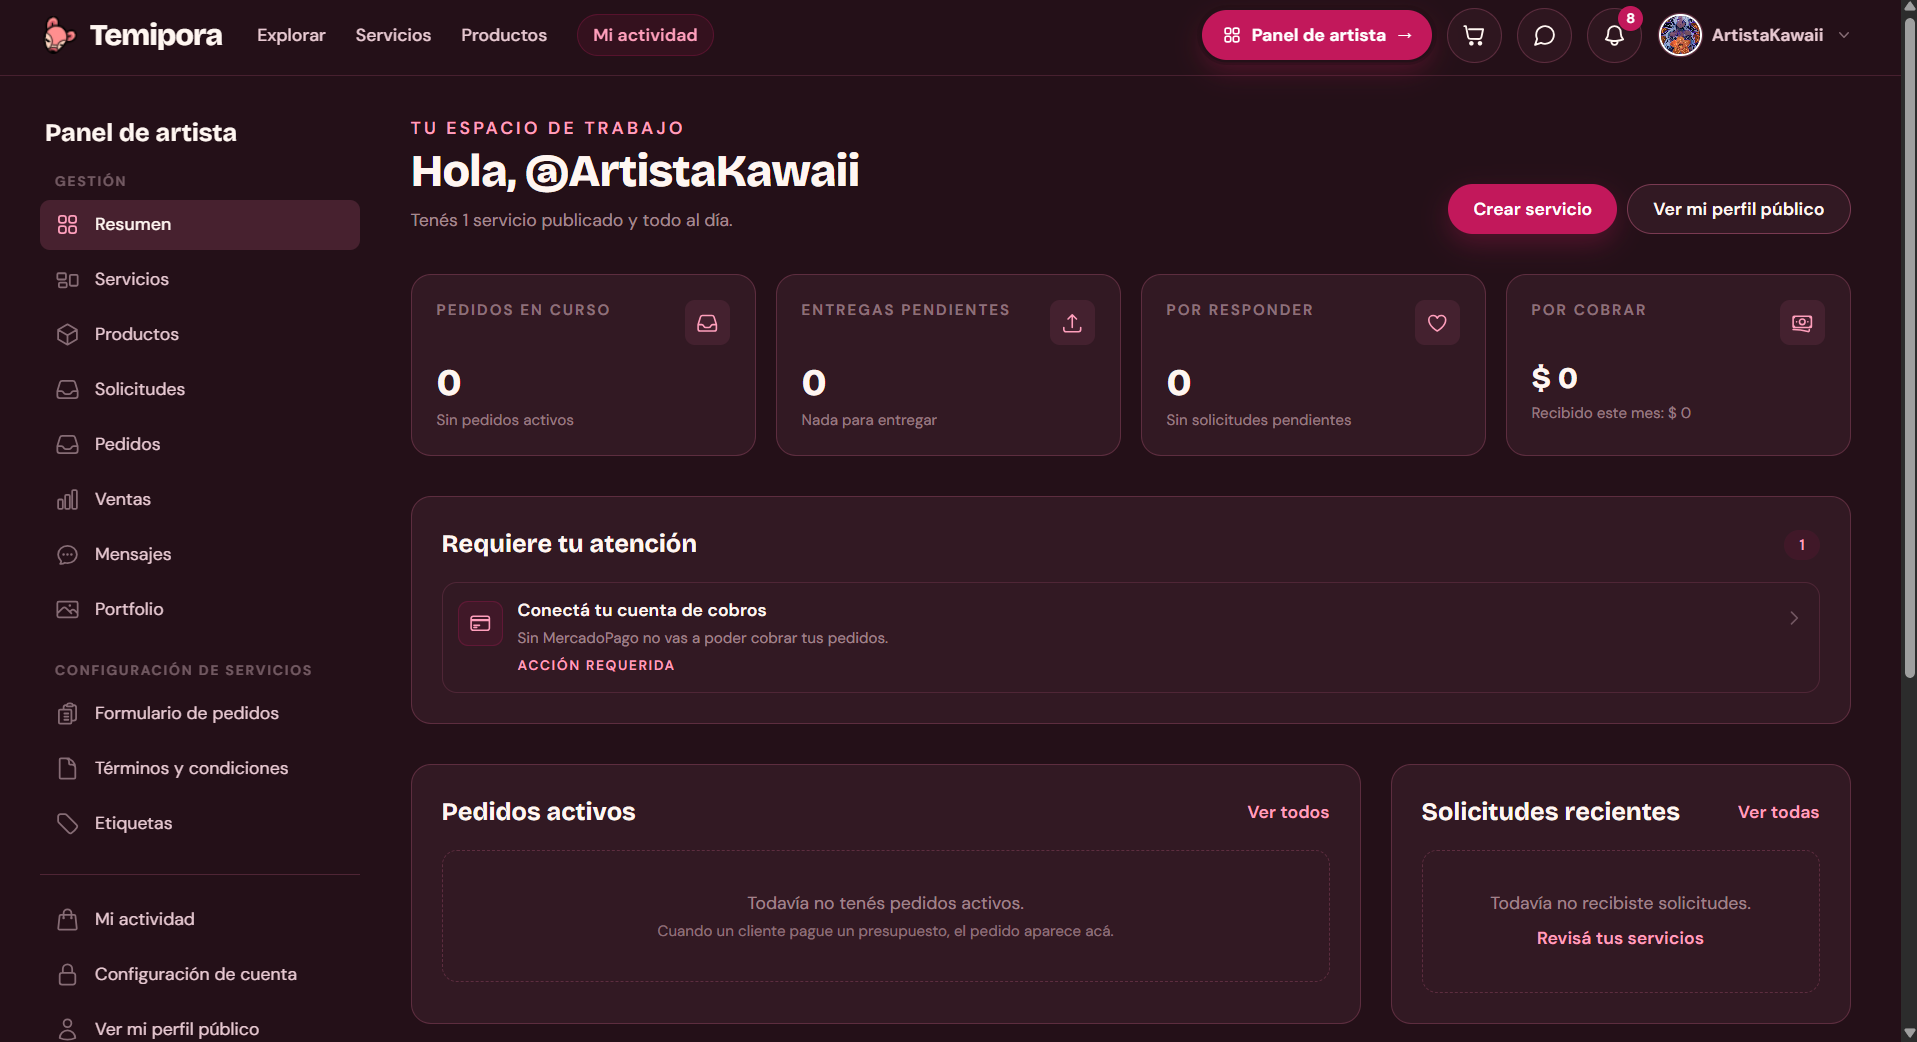 Temipora
Explorar
Servicios
Productos
Mi actividad
Panel de artista →
8
ArtistaKawaii
Panel de artista
GESTIÓN
Resumen
Servicios
Productos
Solicitudes
Pedidos
Ventas
Mensajes
Portfolio
CONFIGURACIÓN DE SERVICIOS
Formulario de pedidos
Términos y condiciones
Etiquetas
Mi actividad
Configuración de cuenta
Ver mi perfil público
TU ESPACIO DE TRABAJO
Hola, @ArtistaKawaii
Tenés 1 servicio publicado y todo al día.
Crear servicio
Ver mi perfil público
PEDIDOS EN CURSO
0
Sin pedidos activos
ENTREGAS PENDIENTES
0
Nada para entregar
POR RESPONDER
0
Sin solicitudes pendientes
POR COBRAR
$ 0
Recibido este mes: $ 0
Requiere tu atención
1
Conectá tu cuenta de cobros
Sin MercadoPago no vas a poder cobrar tus pedidos.
ACCIÓN REQUERIDA
Pedidos activos
Ver todos
Todavía no tenés pedidos activos.
Cuando un cliente pague un presupuesto, el pedido aparece acá.
Solicitudes recientes
Ver todas
Todavía no recibiste solicitudes.
Revisá tus servicios